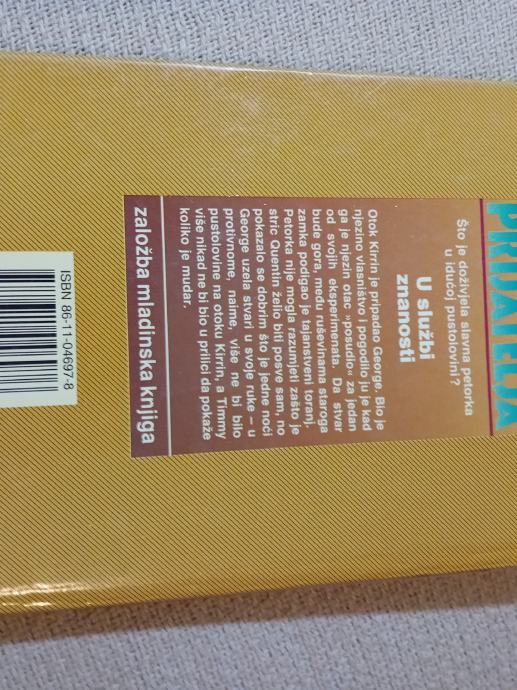 PRIJATELJA
Što je doživjela slavna petorka
u idućoj pustolovini?
U službi
znanosti
Otok Kirrin je pripadao George. Blo je
njezino vlasništvo i pogodilo ju je kad
ga je njezin otac »posudio« za jedan
od svojih eksperimenata. Da stvar
bude gora, među ruševinama staroga
zamka podigao je tajanstveni toranj.
Petorka nije mogla razumjeti zašto je
stric Quentin želio biti posve sam, no
pokazalo se dobrim što je jedne noći
George uzela stvari u svoje ruke – u
protivnome, naime, više ne bi bilo
pustolovine na otoku Kirrin, a Timmy
više nikad ne bi bio u prilici da pokaže
koliko je mudar.
založba mladinska knjiga
ISBN 86-11-04697-8